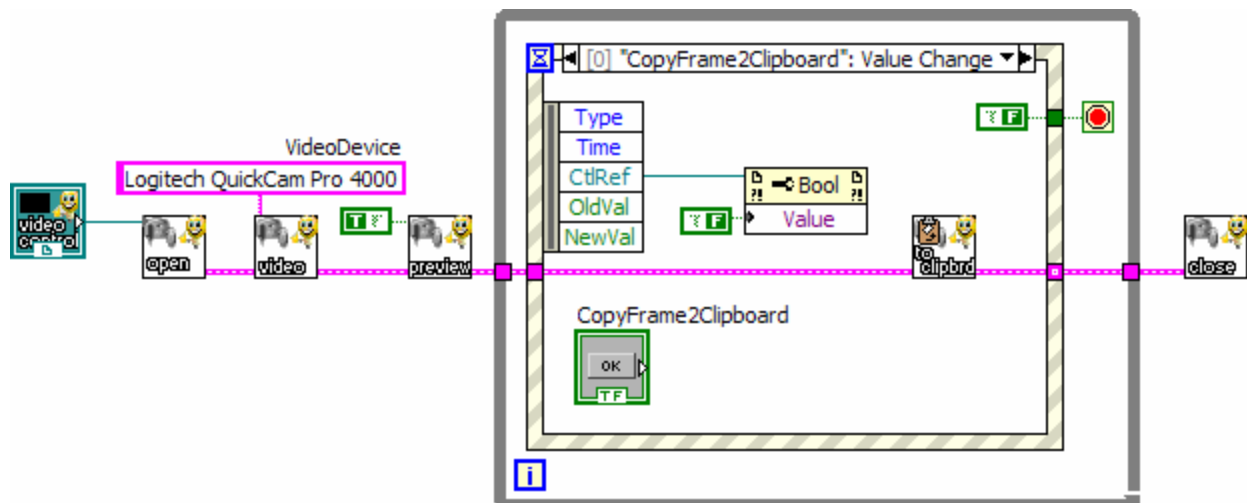 [0] "CopyFrame2Clipboard": Value Change
Type
Time
CtlRef
OldVal
NewVal
VideoDevice
Logitech QuickCam Pro 4000
video
control
open
video
T
preview
Bool
Value
F
F
to
clipbrd
close
CopyFrame2Clipboard
OK
TF
i